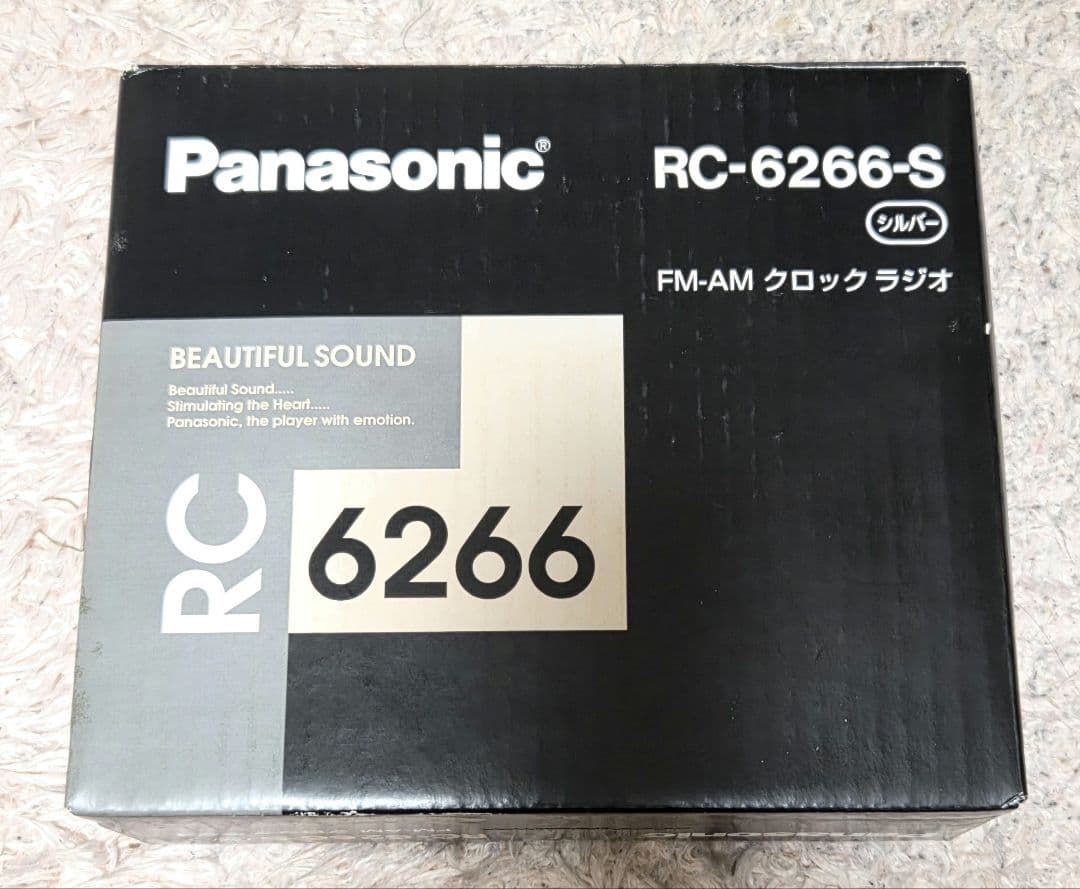 Panasonic®
RC-6266-S
シルバー
FM-AM クロック ラジオ
BEAUTIFUL SOUND
Beautiful Sound.....
Stimulating the Heart.....
Panasonic, the player with emotion.
RC
6266